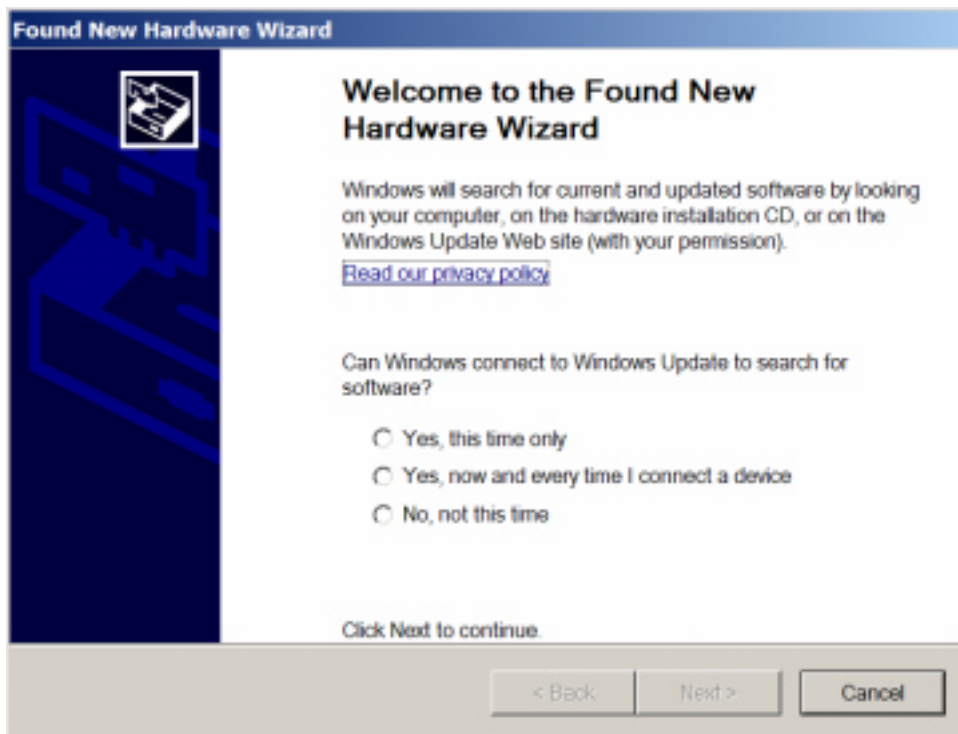 Found New Hardware Wizard
Welcome to the Found New
Hardware Wizard
Windows will search for current and updated software by looking
on your computer, on the hardware installation CD, or on the
Windows Update Web site (with your permission).
Read our privacy policy
Can Windows connect to Windows Update to search for
software?
Yes, this time only
Yes, now and every time I connect a device
No, not this time
Click Next to continue.
< Back Next > Cancel